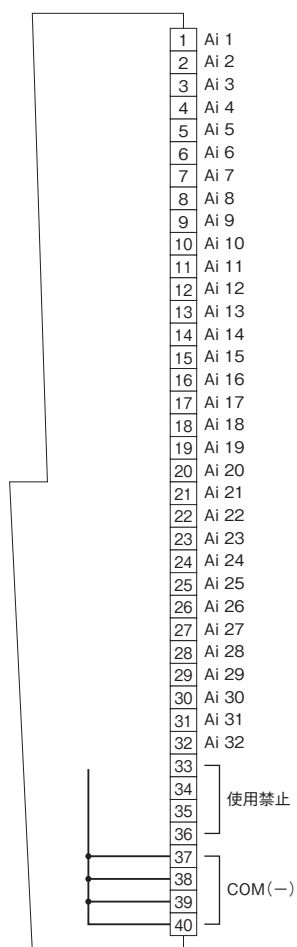 1 Ai 1
2 Ai 2
3 Ai 3
4 Ai 4
5 Ai 5
6 Ai 6
7 Ai 7
8 Ai 8
9 Ai 9
10 Ai 10
11 Ai 11
12 Ai 12
13 Ai 13
14 Ai 14
15 Ai 15
16 Ai 16
17 Ai 17
18 Ai 18
19 Ai 19
20 Ai 20
21 Ai 21
22 Ai 22
23 Ai 23
24 Ai 24
25 Ai 25
26 Ai 26
27 Ai 27
28 Ai 28
29 Ai 29
30 Ai 30
31 Ai 31
32 Ai 32
33
34
35
36
使用禁止
37
38
39
40
COM(−)